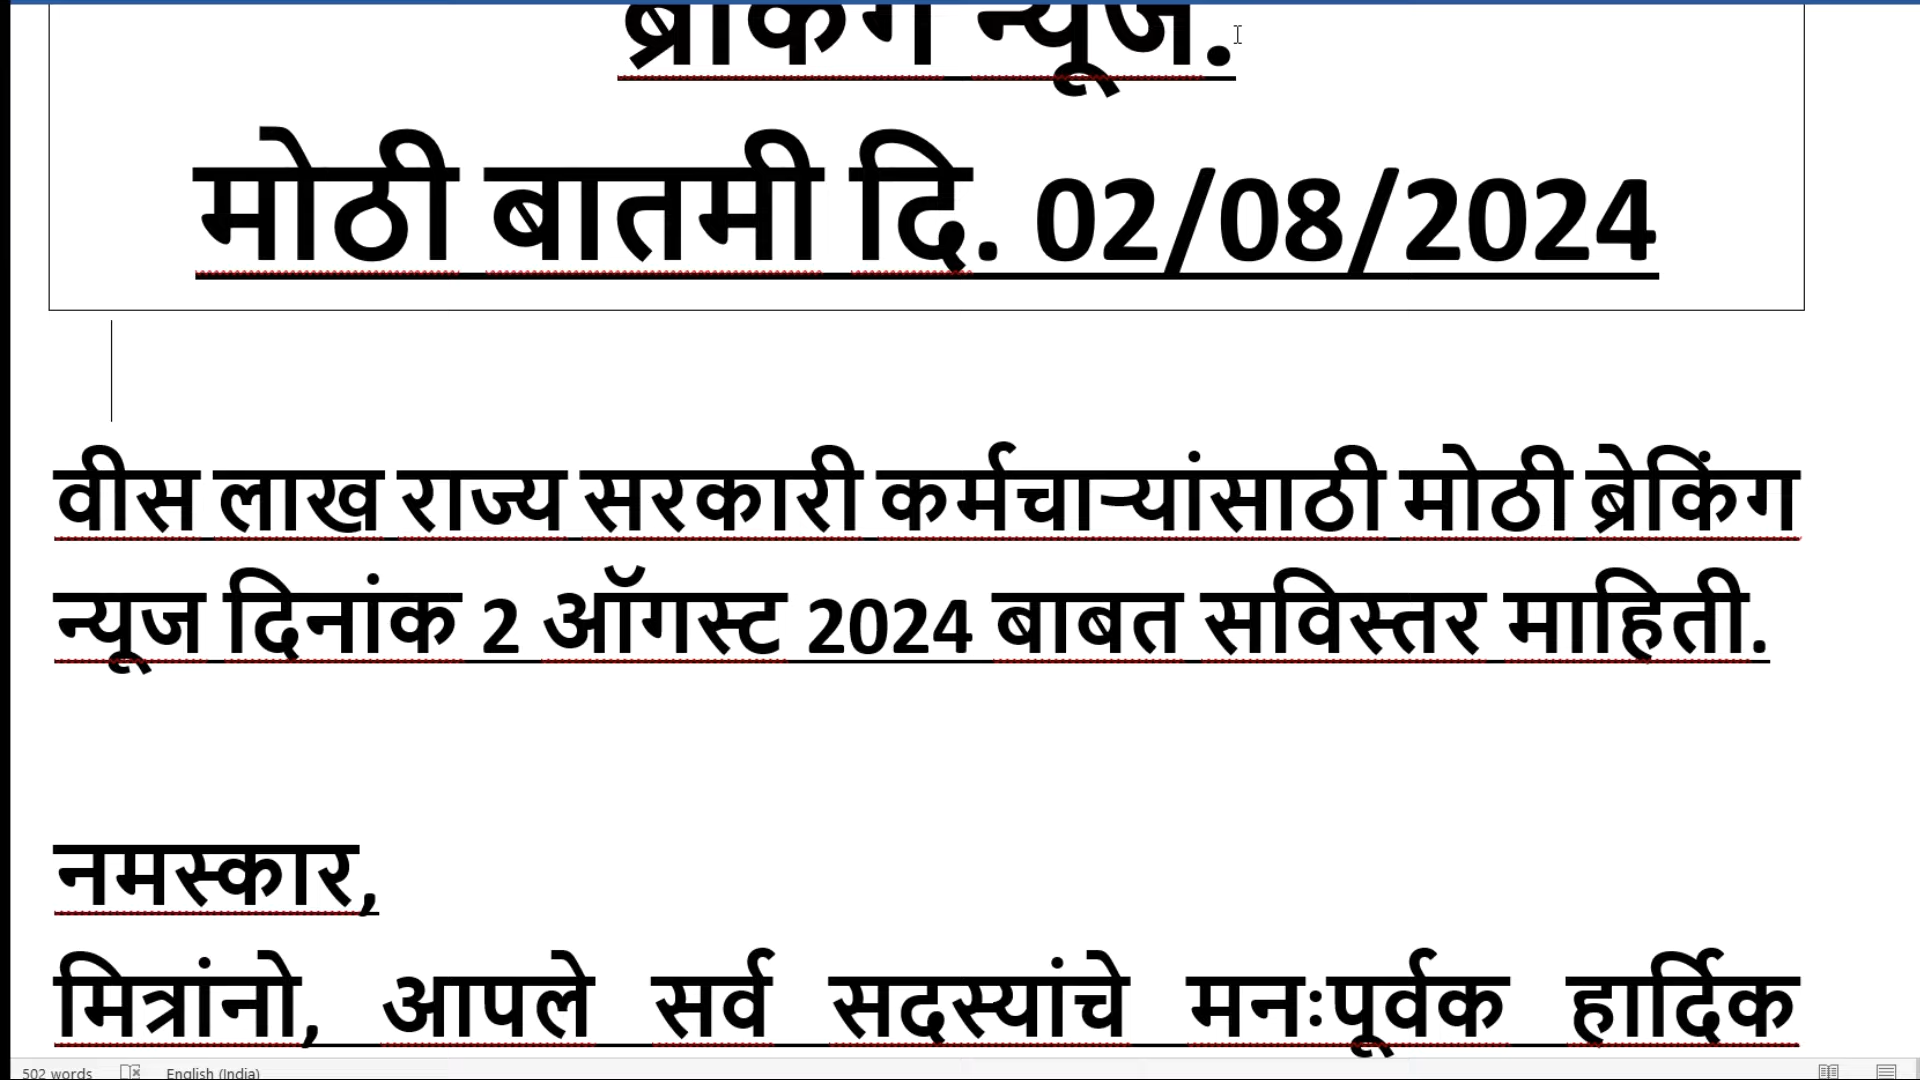 ब्रेकिंग न्यूज.
मोठी बातमी दि. 02/08/2024
वीस लाख राज्य सरकारी कर्मचाऱ्यांसाठी मोठी ब्रेकिंग
न्यूज दिनांक 2 ऑगस्ट 2024 बाबत सविस्तर माहिती.
नमस्कार,
मित्रांनो, आपले सर्व सदस्यांचे मनःपूर्वक हार्दिक
502 words English (India)